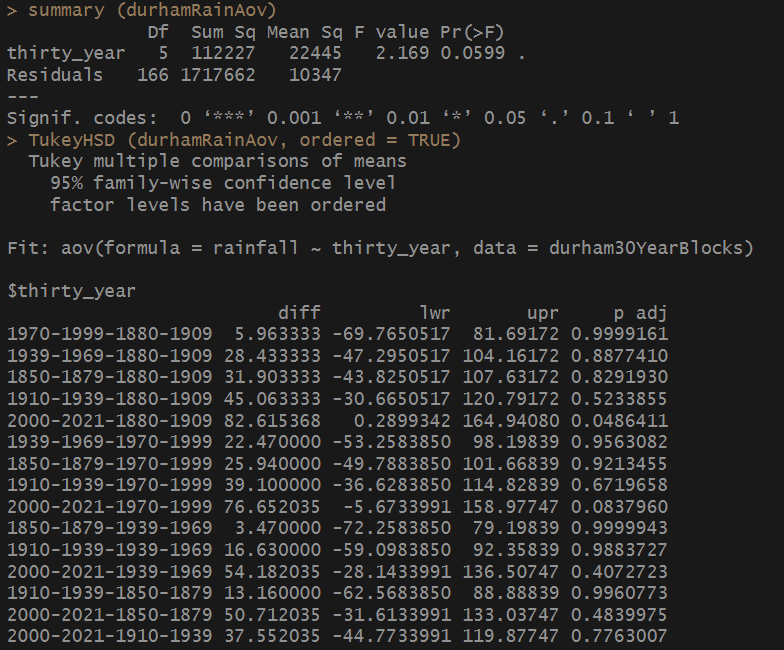 > summary (durhamRainAov)
Df Sum Sq Mean Sq F value Pr(>F)
thirty_year 5 112227 22445 2.169 0.0599 .
Residuals 166 1717662 10347
---
Signif. codes: 0 ‘***’ 0.001 ‘**’ 0.01 ‘*’ 0.05 ‘.’ 0.1 ‘ ’ 1
> TukeyHSD (durhamRainAov, ordered = TRUE)
Tukey multiple comparisons of means
95% family-wise confidence level
factor levels have been ordered
Fit: aov(formula = rainfall ~ thirty_year, data = durham30YearBlocks)
$thirty_year
diff lwr upr p adj
1970-1999-1880-1909 5.963333 -69.7650517 81.69172 0.9999161
1939-1969-1880-1909 28.433333 -47.2950517 104.16172 0.8877410
1850-1879-1880-1909 31.903333 -43.8250517 107.63172 0.8291930
1910-1939-1880-1909 45.063333 -30.6650517 120.79172 0.5233855
2000-2021-1880-1909 82.615368 0.2899342 164.94080 0.0486411
1939-1969-1970-1999 22.470000 -53.2583850 98.19839 0.9563082
1850-1879-1970-1999 25.940000 -49.7883850 101.66839 0.9213455
1910-1939-1970-1999 39.100000 -36.6283850 114.82839 0.6719658
2000-2021-1970-1999 76.652035 -5.6733991 158.97747 0.0837960
1850-1879-1939-1969 3.470000 -72.2583850 79.19839 0.9999943
1910-1939-1939-1969 16.630000 -59.0983850 92.35839 0.9883727
2000-2021-1939-1969 54.182035 -28.1433991 136.50747 0.4072723
1910-1939-1850-1879 13.160000 -62.5683850 88.88839 0.9960773
2000-2021-1850-1879 50.712035 -31.6133991 133.03747 0.4839975
2000-2021-1910-1939 37.552035 -44.7733991 119.87747 0.7763007